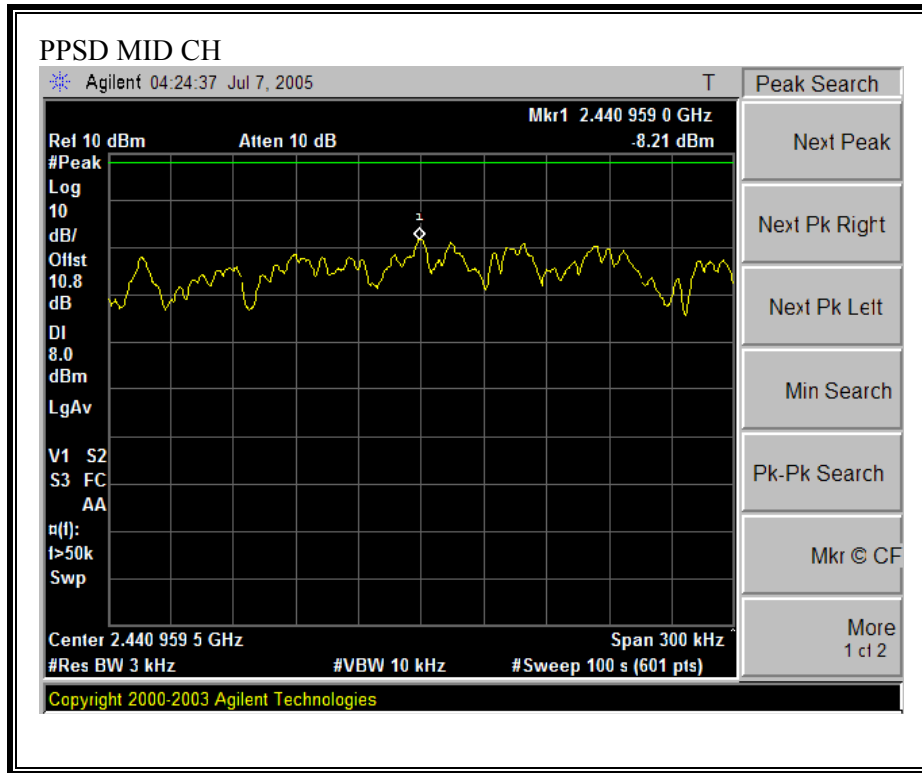 PPSD MID CH
Agilent 04:24:37 Jul 7, 2005 T
Peak Search
Mkr1 2.440 959 0 GHz
Ref 10 dBm Atten 10 dB -8.21 dBm
#Peak
Log
10
dB/
Offst
10.8
dB
DI
8.0
dBm
LgAv
V1 S2
S3 FC
AA
¤(f):
f>50k
Swp
1
Center 2.440 959 5 GHz Span 300 kHz
#Res BW 3 kHz #VBW 10 kHz #Sweep 100 s (601 pts)
Copyright 2000-2003 Agilent Technologies
Next Peak
Next Pk Right
Next Pk Left
Min Search
Pk-Pk Search
Mkr © CF
More
1 of 2